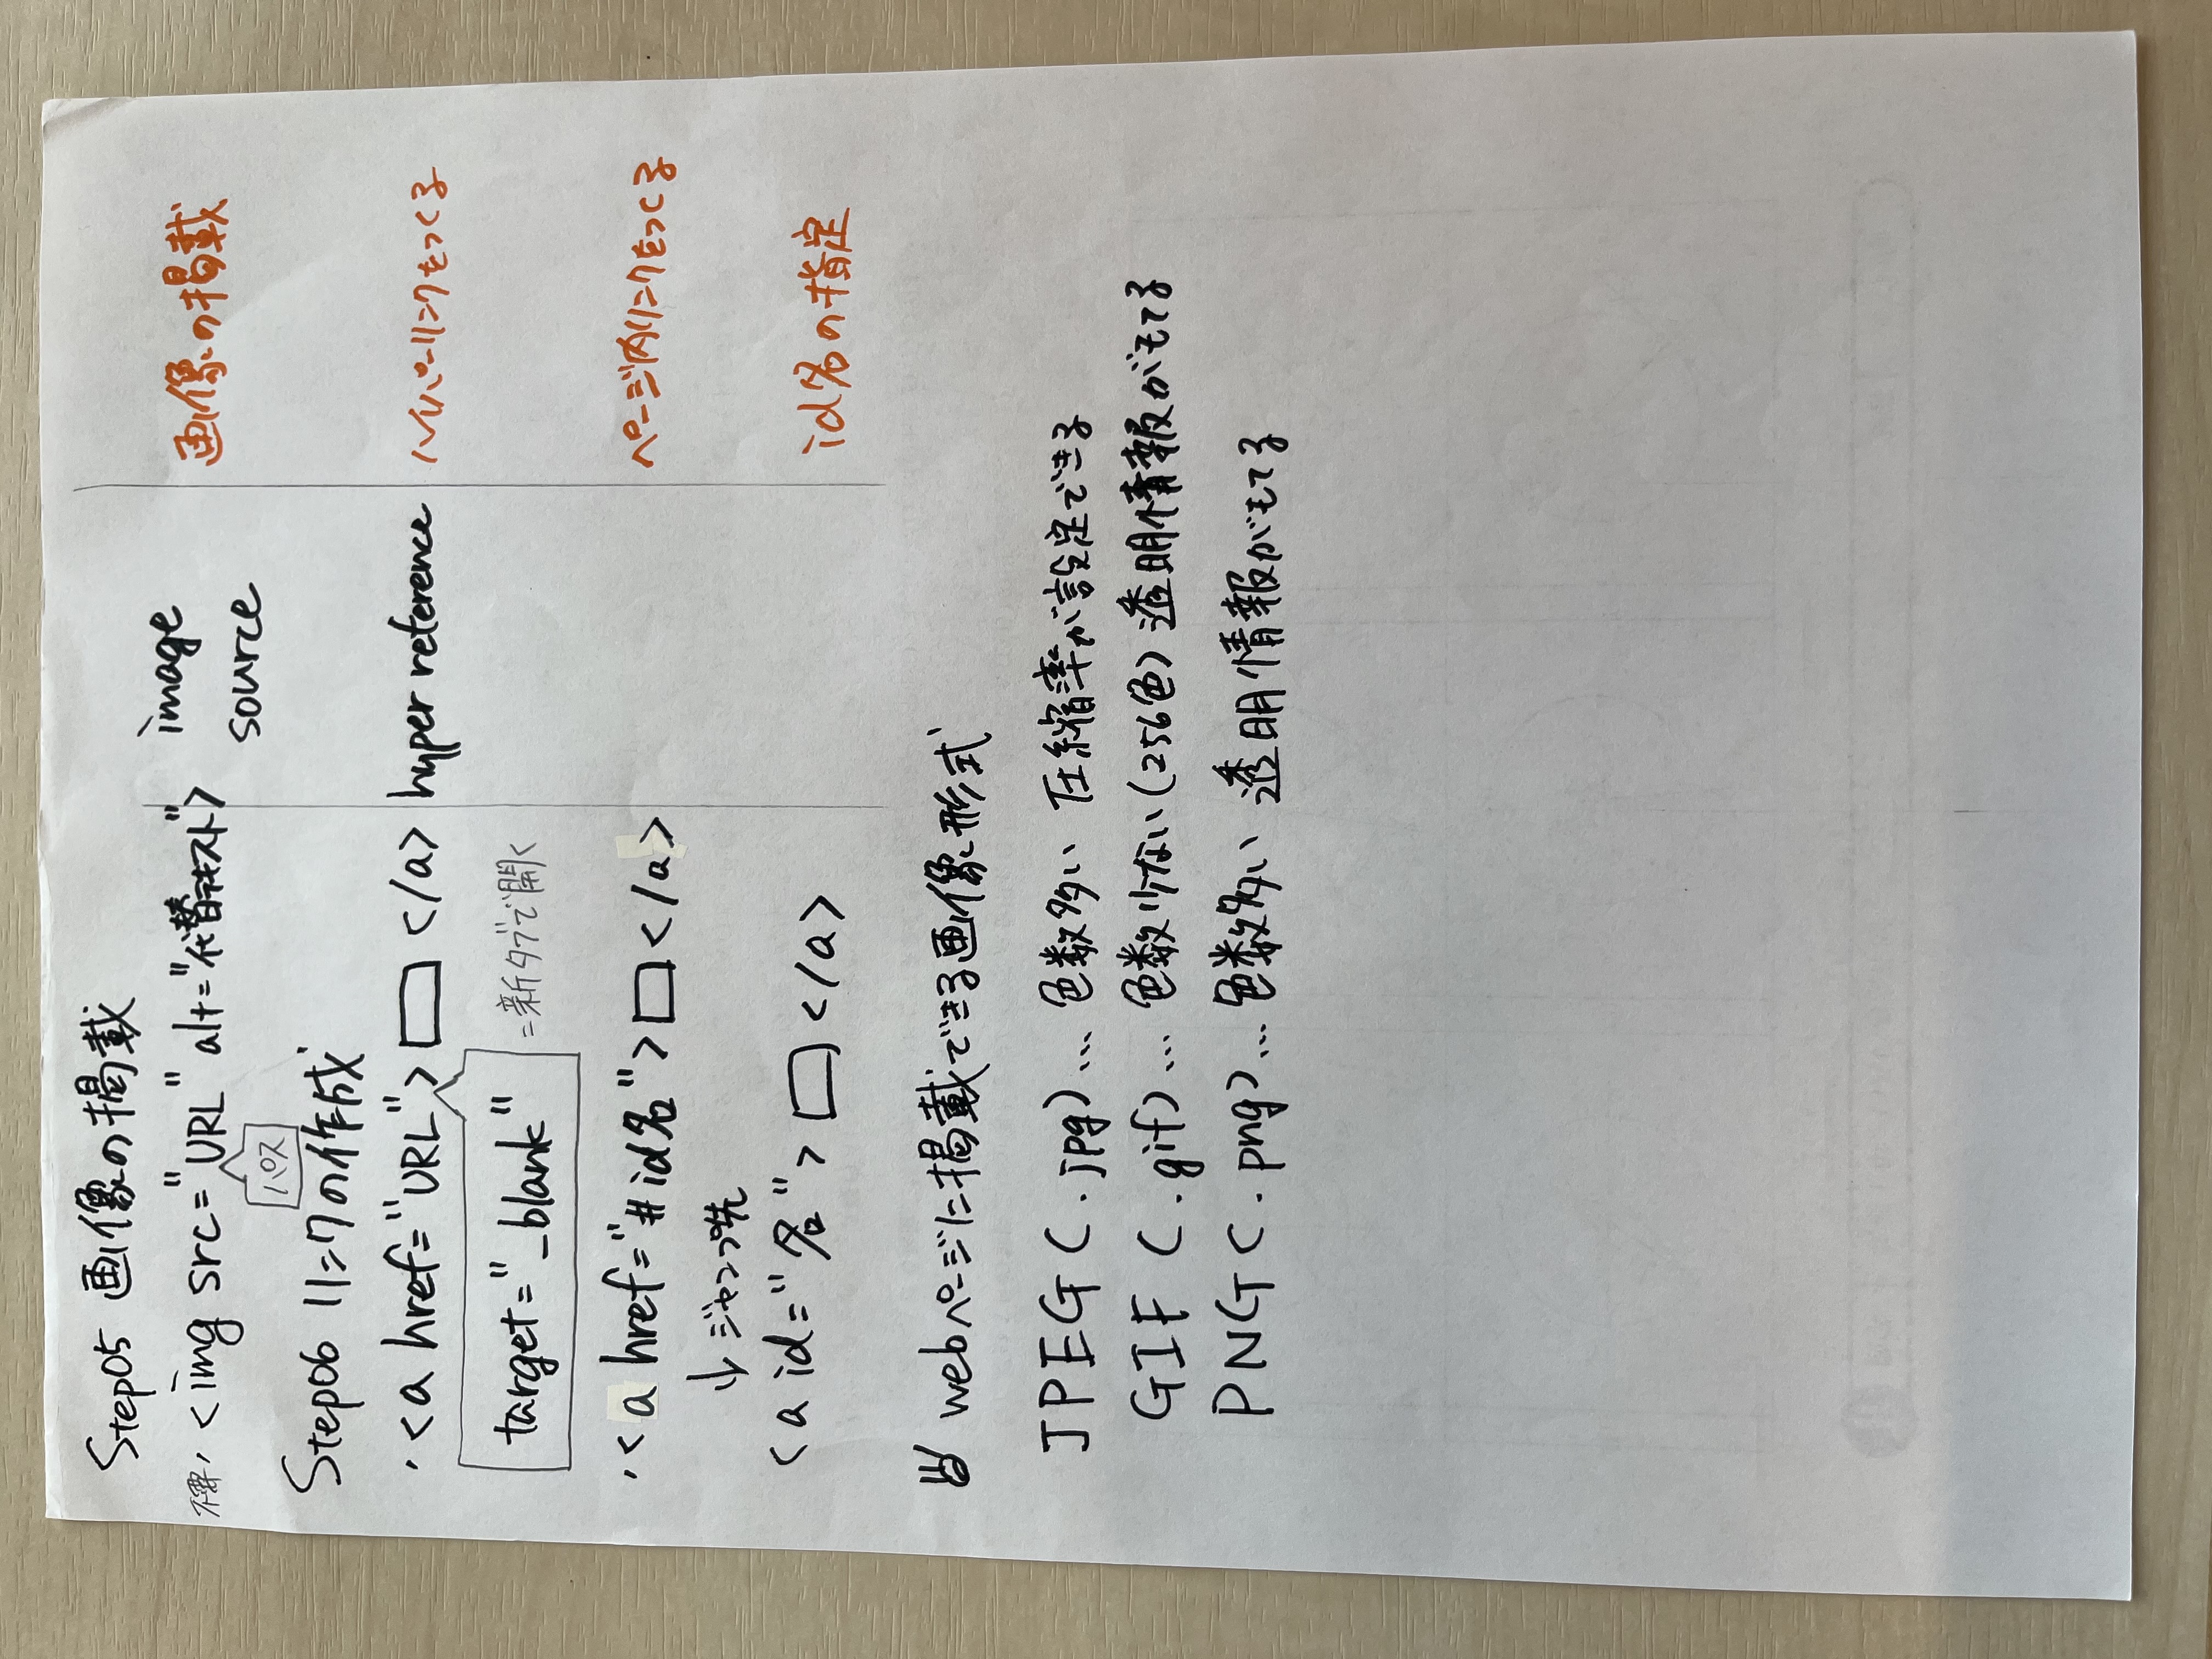 Step05 画像の掲載
不要・<img src="URL" alt="代替テキスト"> image 画像の掲載
source
パス
Step06 リンクの作成
・<a href="URL">□</a> hyper reference ハイパーリンクをつくる
target="_blank" =新タブで開く
・<a href="#id名">□</a> ページ内リンクをつくる
↓ ジャンプ先
<a id="名">□</a> id名の指定
webページに掲載できる画像形式
JPEG (.jpg)... 色数多い 圧縮率が設定できる
GIF (.gif)... 色数少ない(256色) 透明情報がもてる
PNG (.png)... 色数多い 透明情報がもてる